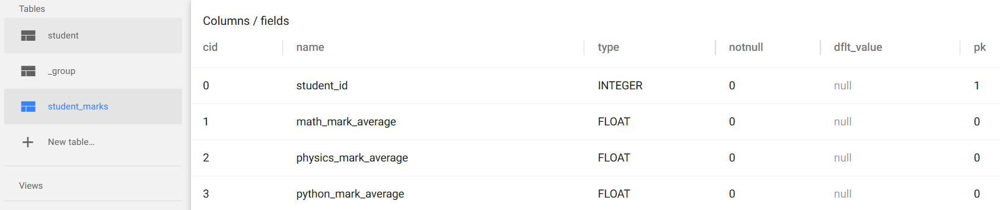 Tables
student
_group
student_marks
New table...
Views
Columns / fields
cid name type notnull dflt_value pk
0 student_id INTEGER 0 null 1
1 math_mark_average FLOAT 0 null 0
2 physics_mark_average FLOAT 0 null 0
3 python_mark_average FLOAT 0 null 0